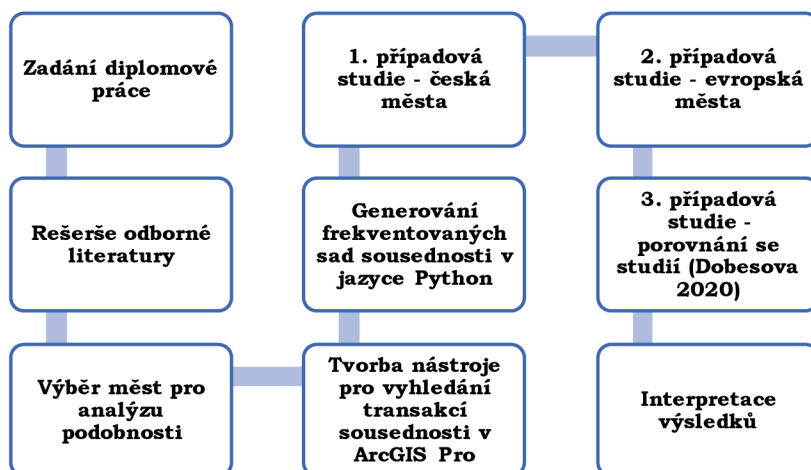 Zadání diplomové
práce
Rešerše odborné
literatury
Výběr měst pro
analýzu
podobnosti
Tvorba nástroje
pro vyhledání
transakcí
sousednosti v
ArcGIS Pro
Generování
frekventovaných
sad sousednosti v
jazyce Python
1. případová
studie - česká
města
2. případová
studie - evropská
města
3. případová
studie -
porovnání se
studií (Dobesova
2020)
Interpretace
výsledků